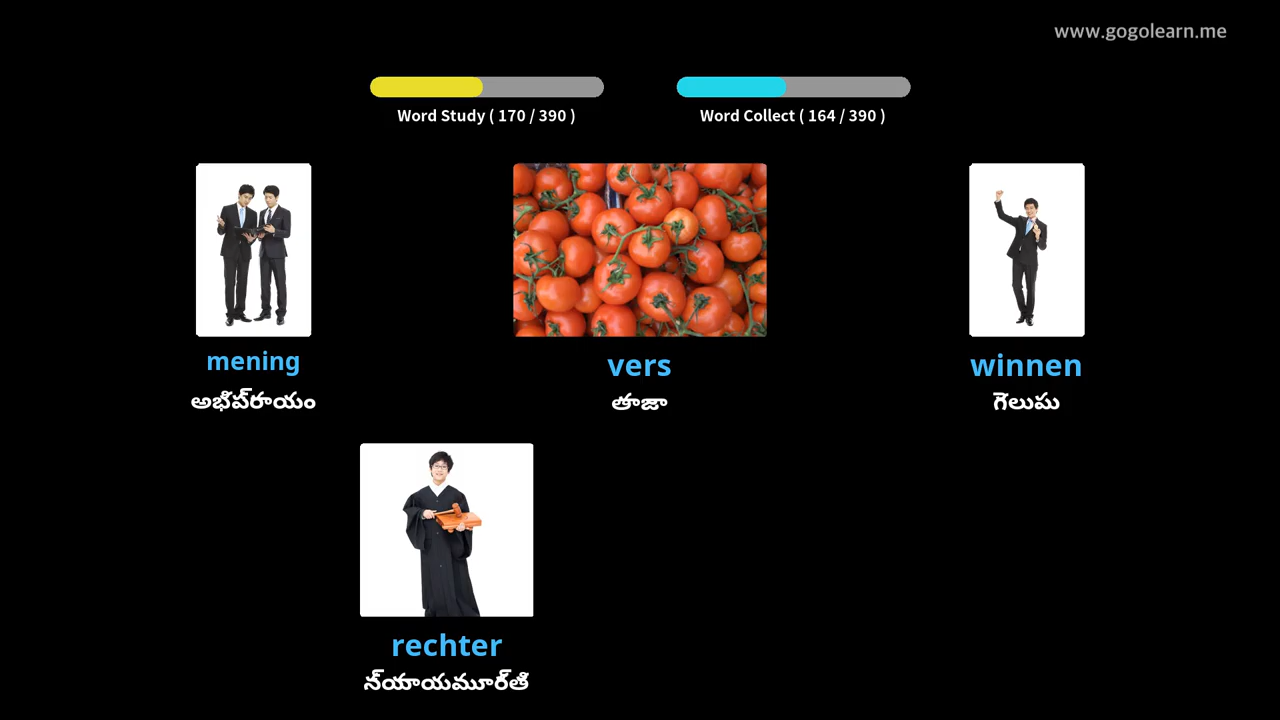 www.gogolearn.me
Word Study ( 170 / 390 )
Word Collect ( 164 / 390 )
mening
అభిప్రాయం
vers
తాజా
winnen
గెలుపు
rechter
న్యాయమూర్తి